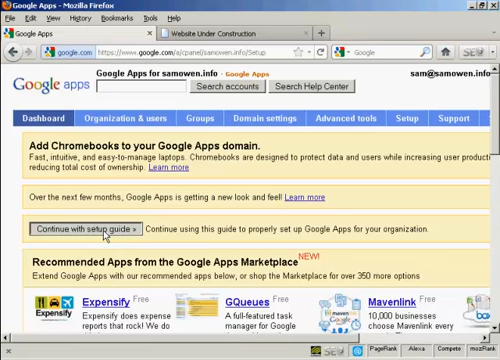 Google Apps - Mozilla Firefox
File Edit View History Bookmarks Tools Help
Google Apps
Website Under Construction
google.com https://www.google.com/a/cpanel/samowen.info/Setup
Google
Google apps
Google Apps for samowen.info - Google Apps
sam@samowen.info
Search accounts Search Help Center
Dashboard Organization & users Groups Domain settings Advanced tools Setup Support
Add Chromebooks to your Google Apps domain.
Fast, intuitive, and easy-to-manage laptops. Chromebooks are designed to protect data and users while increasing user product
reducing total cost of ownership. Learn more
Over the next few months, Google Apps is getting a new look and feel! Learn more
Continue with setup guide » Continue using this guide to properly set up Google Apps for your organization.
Recommended Apps from the Google Apps Marketplace NEW!
Extend Google Apps with our recommended apps below, or shop the Marketplace for over 350 more options
Expensify
Expensify Free
Expensify does expense
reports that rock! We do
GQueues Free
A full-featured task
manager for Google
Mavenlink Free
10,000 businesses
choose Mavenlink every
PageRank Alexa Compete mozRank